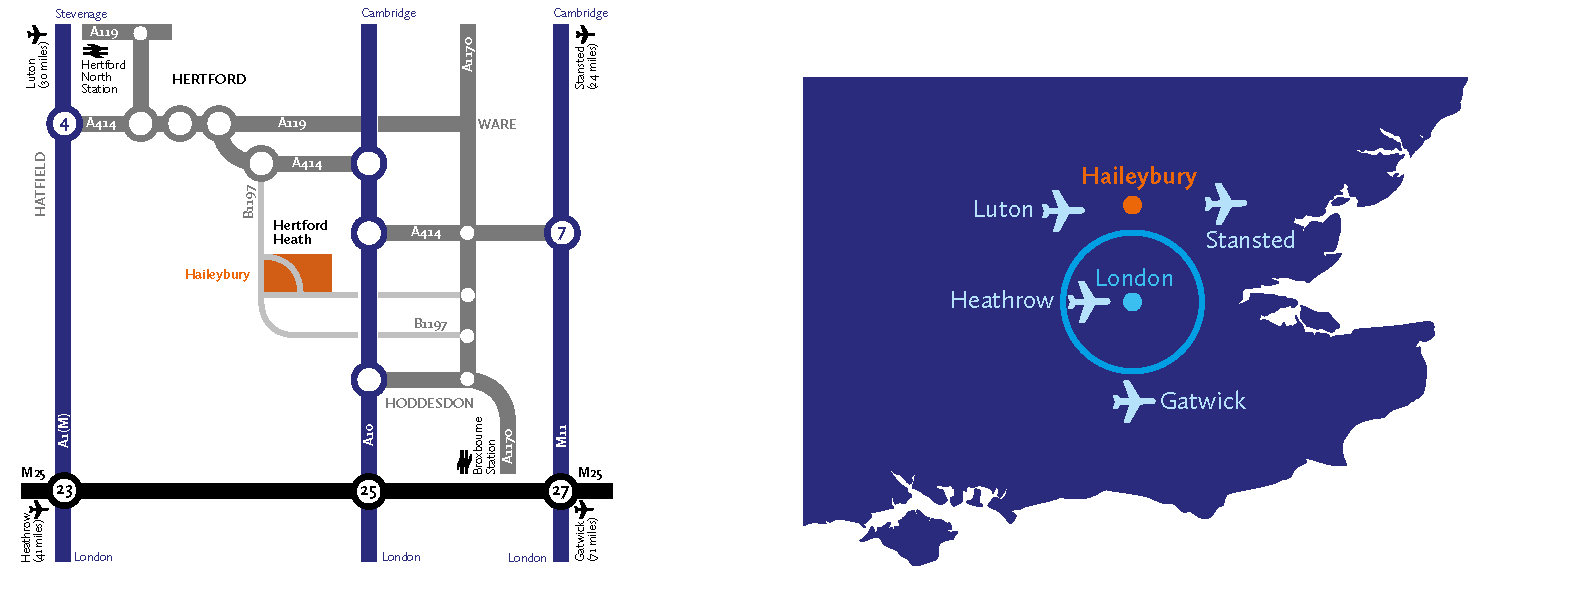 Stevenage
Cambridge
Cambridge
Luton
(30 miles)
A119
Hertford
North
Station
HERTFORD
A1170
Stansted
(24 miles)
4
A414
A119
WARE
HATFIELD
A414
B1197
Hertford
Heath
A414
7
Haileybury
B1197
HODDESDON
A1(M)
A10
Broxbourne
Station
A1170
M11
M25
M25
23
25
27
Heathrow
(41 miles)
Gatwick
(71 miles)
London
London
London
Haileybury
Luton
Stansted
London
Heathrow
Gatwick